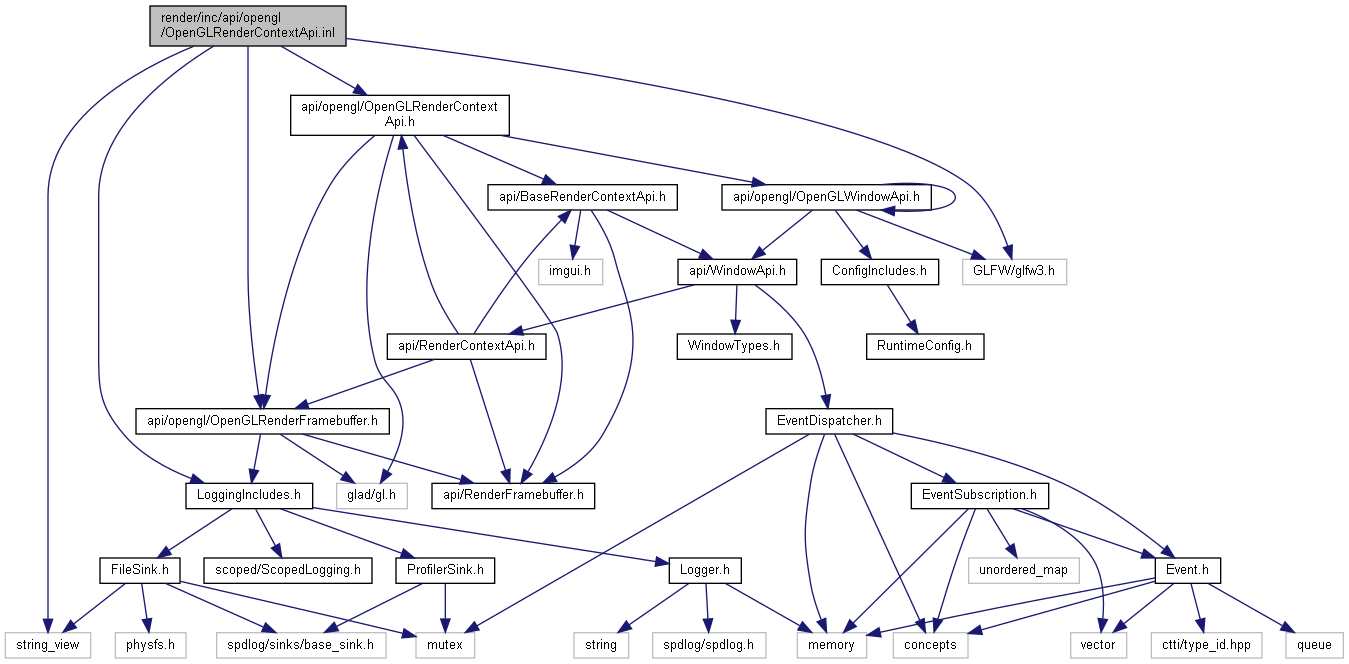 render/inc/api/opengl
/OpenGLRenderContextApi.inl
api/opengl/OpenGLRenderContext
Api.h
api/BaseRenderContextApi.h
api/opengl/OpenGLWindowApi.h
imgui.h
api/WindowApi.h
ConfigIncludes.h
GLFW/glfw3.h
api/RenderContextApi.h
WindowTypes.h
RuntimeConfig.h
api/opengl/OpenGLRenderFramebuffer.h
EventDispatcher.h
LoggingIncludes.h
glad/gl.h
api/RenderFramebuffer.h
EventSubscription.h
FileSink.h
scoped/ScopedLogging.h
ProfilerSink.h
Logger.h
unordered_map
Event.h
string_view
physfs.h
spdlog/sinks/base_sink.h
mutex
string
spdlog/spdlog.h
memory
concepts
vector
ctti/type_id.hpp
queue